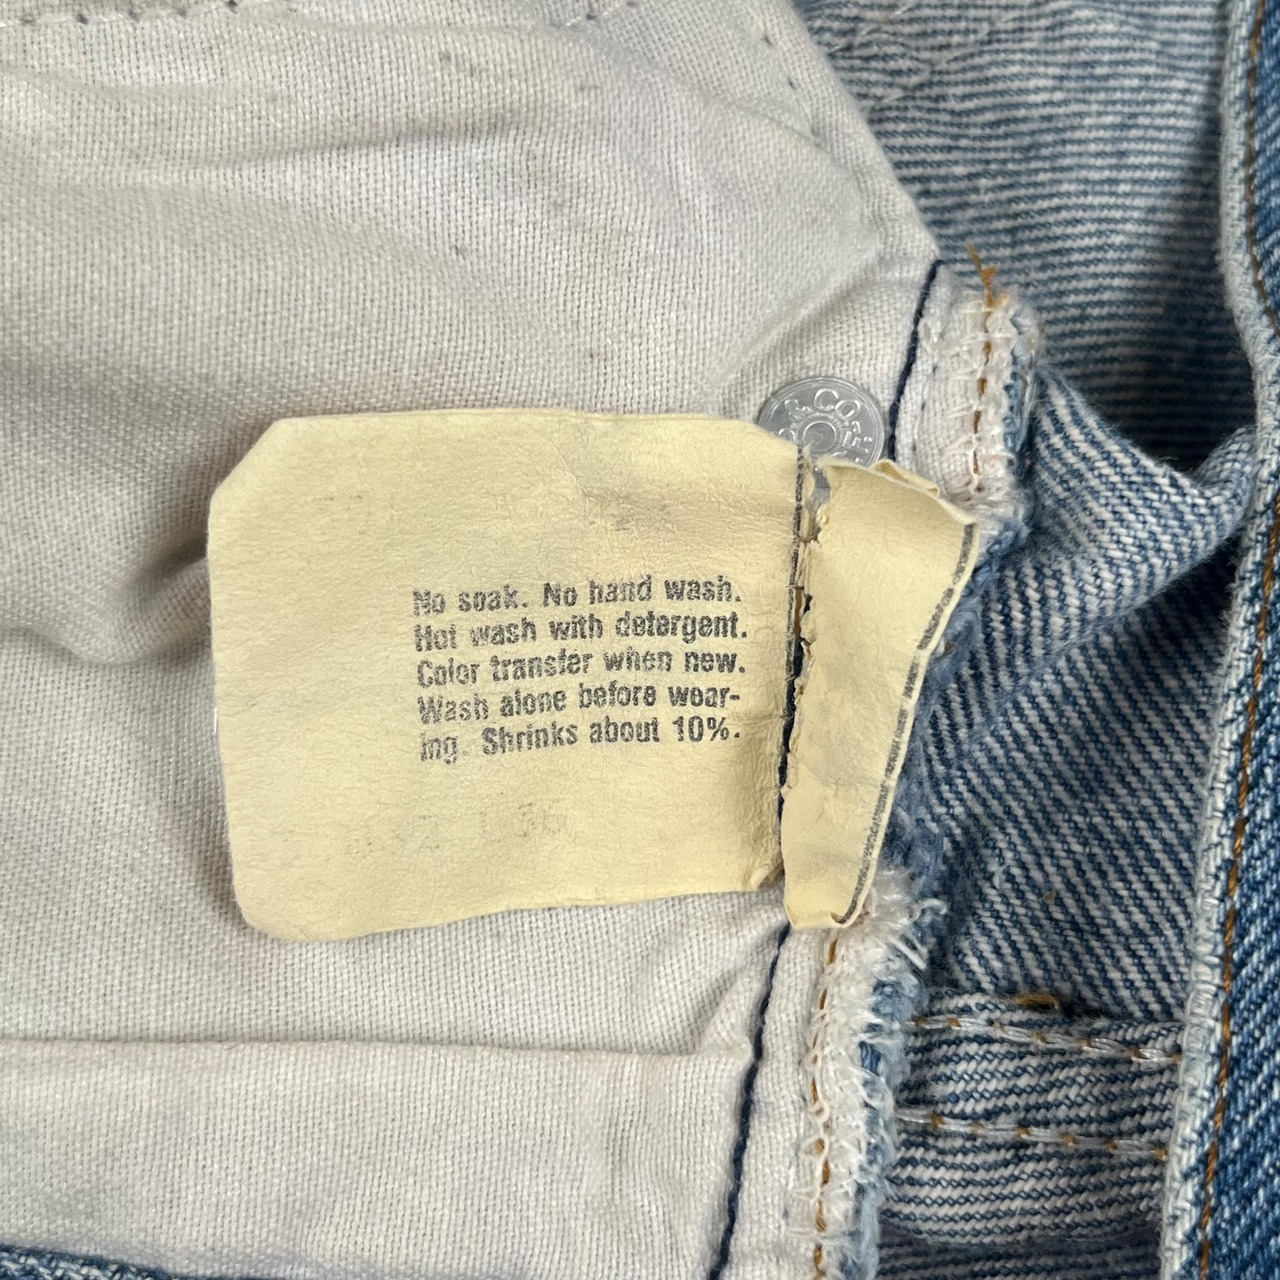 & CO
No soak. No hand wash.
Hot wash with detergent.
Color transfer when new.
Wash alone before wear-
ing. Shrinks about 10%.